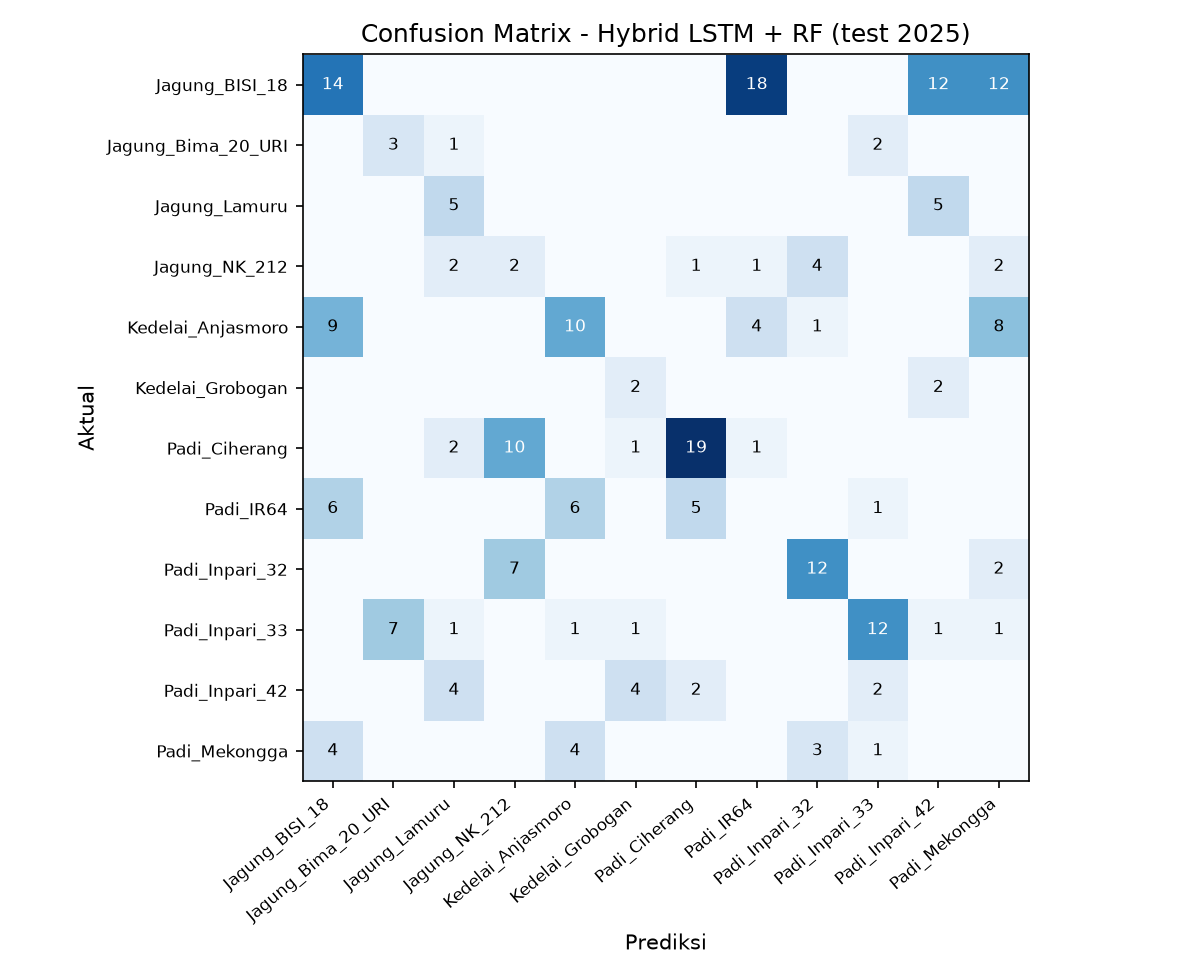 Confusion Matrix - Hybrid LSTM + RF (test 2025)
Jagung_BISI_18 14 18 12 12
Jagung_Bima_20_URI 3 1 2
Jagung_Lamuru 5 5
Jagung_NK_212 2 2 1 1 4 2
Kedelai_Anjasmoro 9 10 4 1 8
Kedelai_Grobogan 2 2
Padi_Ciherang 2 10 1 19 1
Padi_IR64 6 6 5 1
Padi_Inpari_32 7 12 2
Padi_Inpari_33 7 1 1 1 12 1 1
Padi_Inpari_42 4 4 2 2
Padi_Mekongga 4 4 3 1
Aktual
Jagung_BISI_18
Jagung_Bima_20_URI
Jagung_Lamuru
Jagung_NK_212
Kedelai_Anjasmoro
Kedelai_Grobogan
Padi_Ciherang
Padi_IR64
Padi_Inpari_32
Padi_Inpari_33
Padi_Inpari_42
Padi_Mekongga
Prediksi